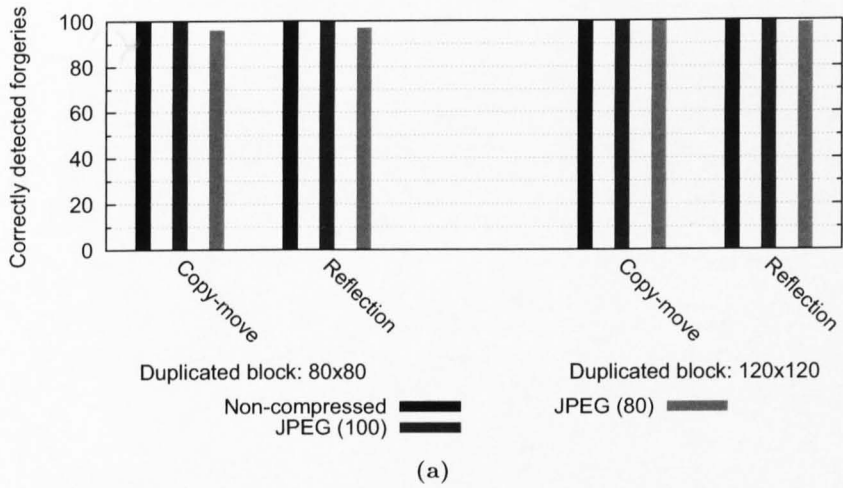 Correctly detected forgeries
100
80
60
40
20
0
Copy-move
Reflection
Copy-move
Reflection
Duplicated block: 80x80
Duplicated block: 120x120
Non-compressed
JPEG (100)
JPEG (80)
(a)